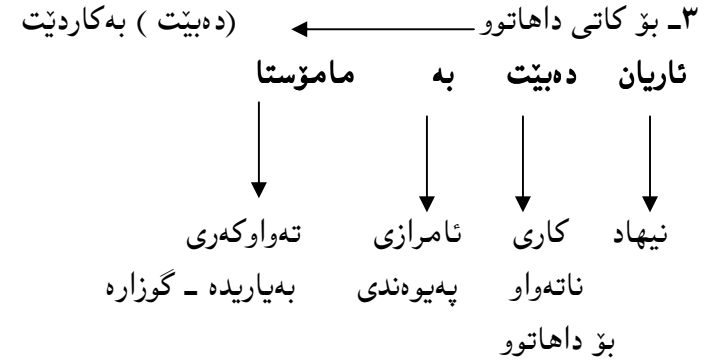 ٣ـ بۆ کاتی داهاتوو (دەبێت ) بەکاردێت
ئاریان دەبێت بە مامۆستا
نیهاد کاری ئامرازی تەواوکەری
ناتەواو پەیوەندی بەیاریدە ـ گوزارە
بۆ داهاتوو